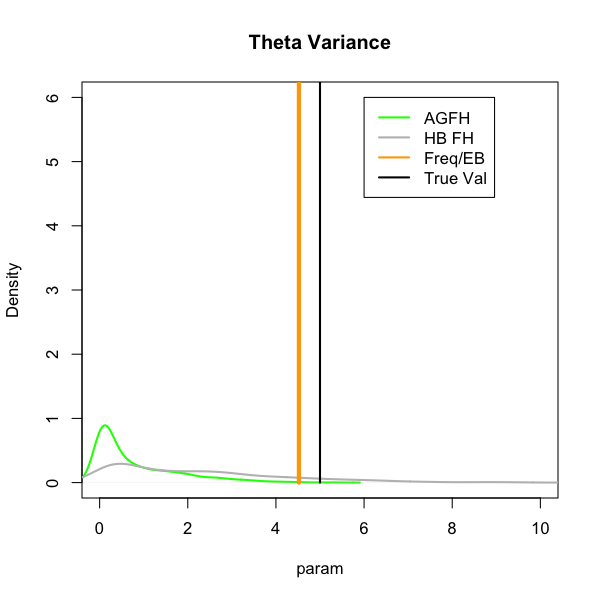 Theta Variance
AGFH
HB FH
Freq/EB
True Val
Density
0
1
2
3
4
5
6
0 2 4 6 8 10
param